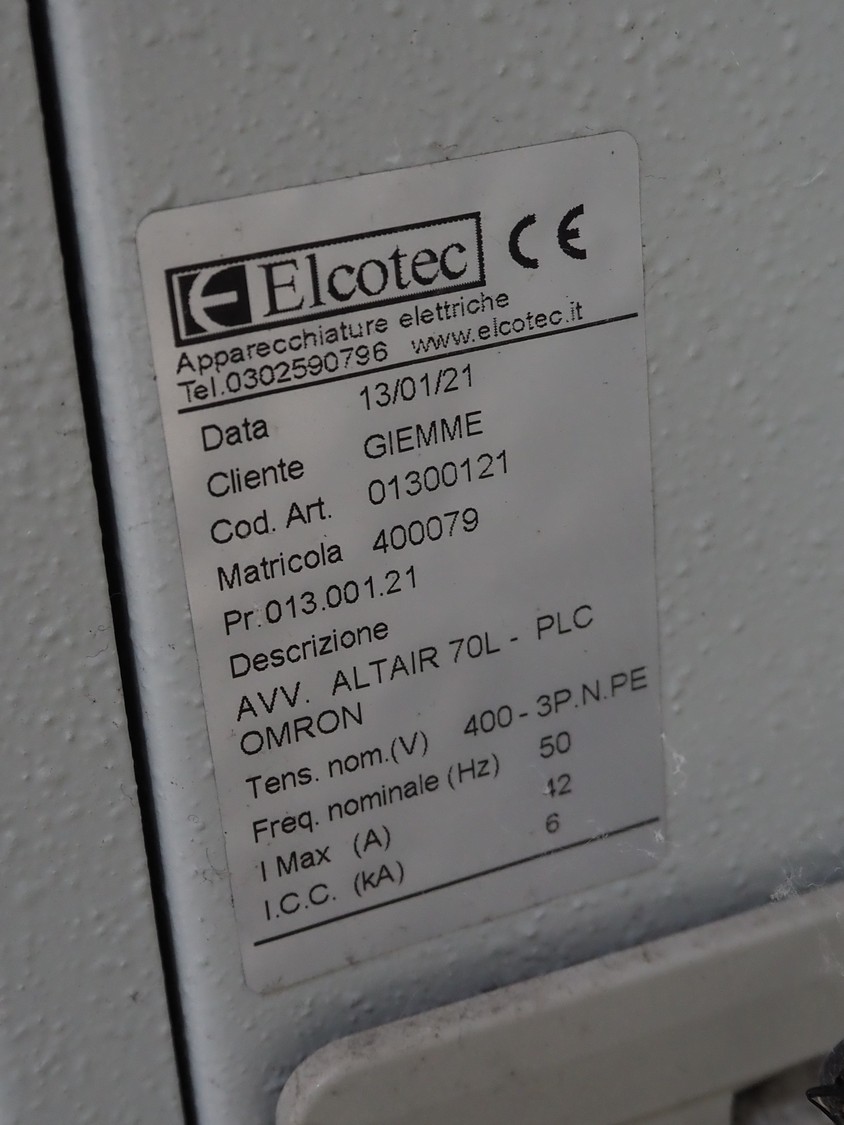 Elcotec CE
Apparecchiature elettriche
Tel.0302590796 www.elcotec.it
Data 13/01/21
Cliente GIEMME
Cod. Art. 01300121
Matricola 400079
Pr.013.001.21
Descrizione
AVV. ALTAIR 70L - PLC
OMRON
Tens. nom.(V) 400-3P.N.PE
Freq. nominale (Hz) 50
I Max (A) 42
I.C.C. (kA) 6